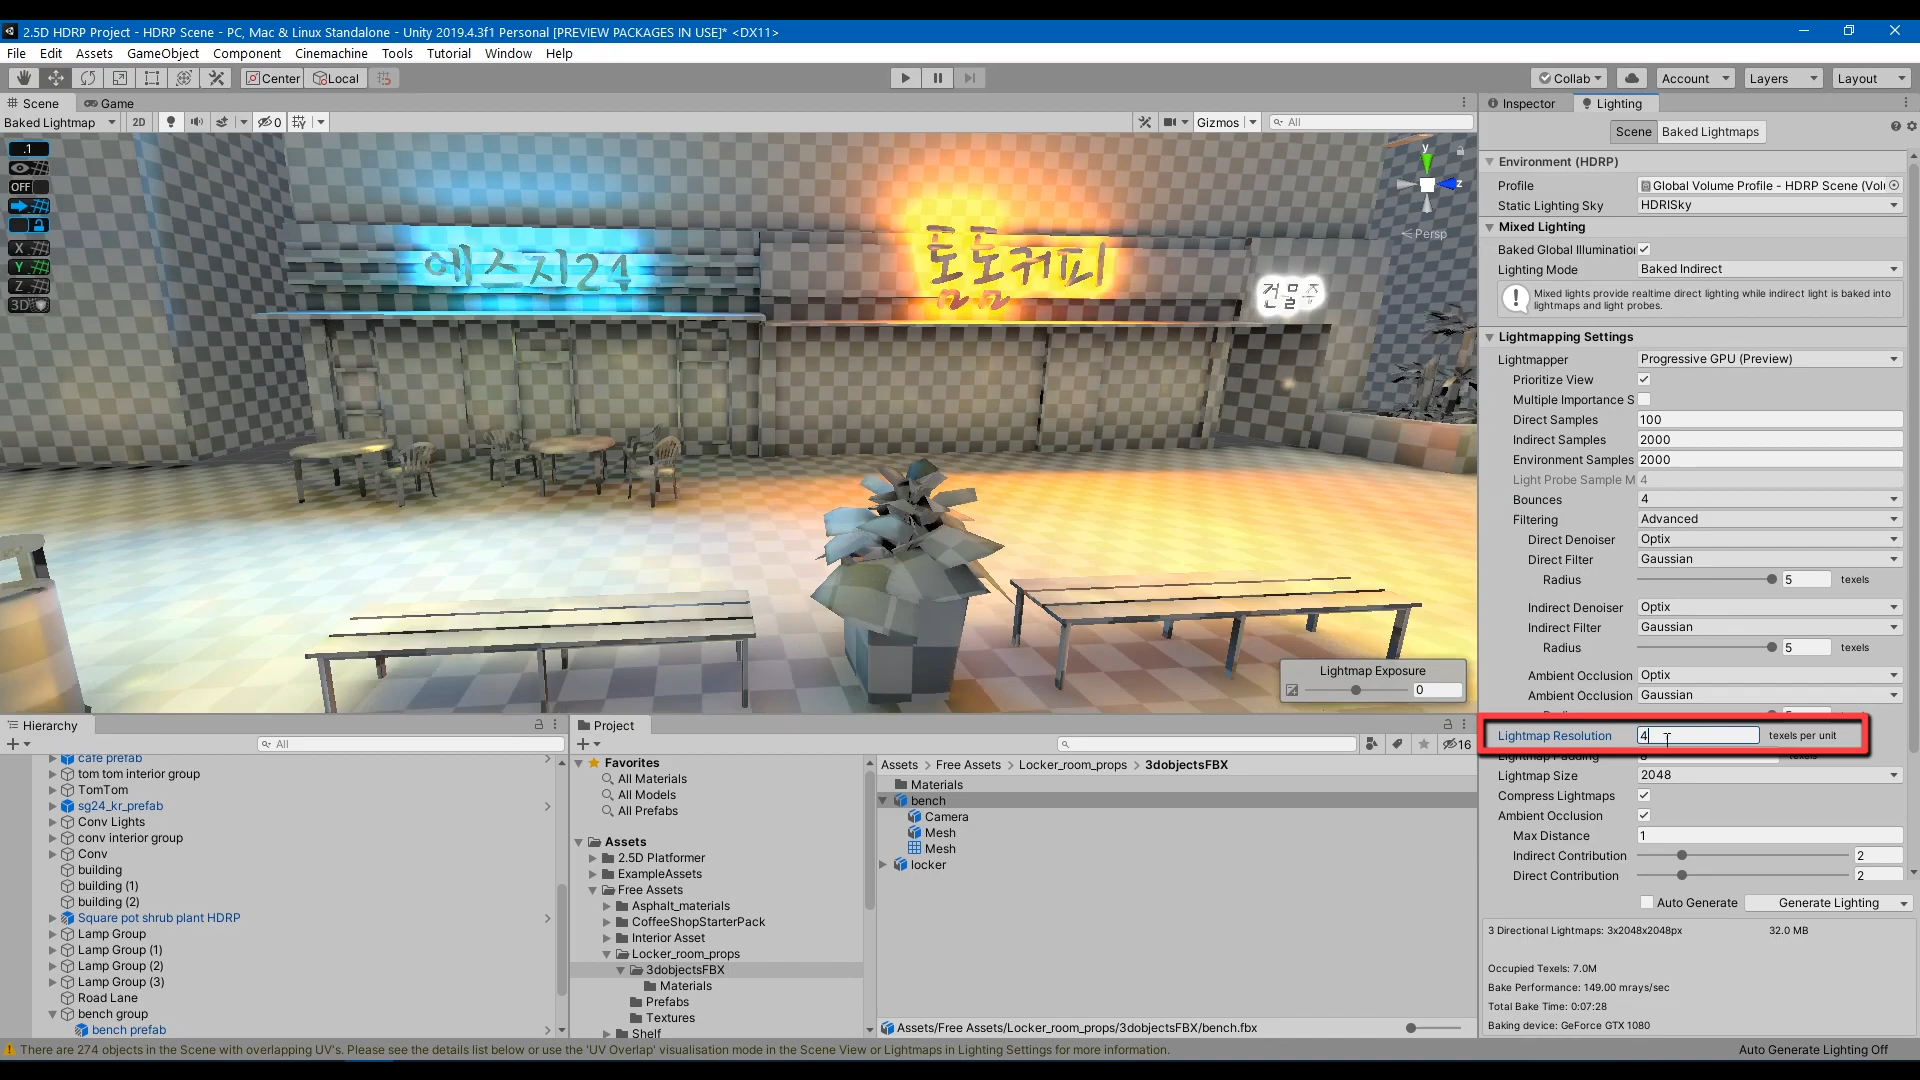 2.5D HDRP Project - HDRP Scene - PC, Mac & Linux Standalone - Unity 2019.4.3f1 Personal [PREVIEW PACKAGES IN USE]* <DX11>
File Edit Assets GameObject Component Cinemachine Tools Tutorial Window Help
Center Local Collab Account Layers Layout
Scene Game
Baked Lightmap 2D 0 Gizmos All
.1
OFF
X
Y
Z
3D
y
z
Persp
에스지24
톰톰커피
건물주
Lightmap Exposure
0
Inspector Lighting
Scene Baked Lightmaps
Environment (HDRP)
Profile Global Volume Profile - HDRP Scene (Volu
Static Lighting Sky HDRISky
Mixed Lighting
Baked Global Illumination
Lighting Mode Baked Indirect
Mixed lights provide realtime direct lighting while indirect light is baked into
lightmaps and light probes.
Lightmapping Settings
Lightmapper Progressive GPU (Preview)
Prioritize View
Multiple Importance S
Direct Samples 100
Indirect Samples 2000
Environment Samples 2000
Light Probe Sample M 4
Bounces 4
Filtering Advanced
Direct Denoiser Optix
Direct Filter Gaussian
Radius 5 texels
Indirect Denoiser Optix
Indirect Filter Gaussian
Radius 5 texels
Ambient Occlusion Optix
Ambient Occlusion Gaussian
Lightmap Resolution 4 texels per unit
Lightmap Padding texels
Lightmap Size 2048
Compress Lightmaps
Ambient Occlusion
Max Distance 1
Indirect Contribution 2
Direct Contribution 2
Auto Generate Generate Lighting
3 Directional Lightmaps: 3x2048x2048px 32.0 MB
Occupied Texels: 7.0M
Bake Performance: 149.00 mrays/sec
Total Bake Time: 0:07:28
Baking device: GeForce GTX 1080
Hierarchy
All
cafe prefab
tom tom interior group
TomTom
sg24_kr_prefab
Conv Lights
conv interior group
Conv
building
building (1)
building (2)
Square pot shrub plant HDRP
Lamp Group
Lamp Group (1)
Lamp Group (2)
Lamp Group (3)
Road Lane
bench group
bench prefab
Project
16
Favorites
All Materials
All Models
All Prefabs
Assets
2.5D Platformer
ExampleAssets
Free Assets
Asphalt_materials
CoffeeShopStarterPack
Interior Asset
Locker_room_props
3dobjectsFBX
Materials
Prefabs
Textures
Shelf
Assets > Free Assets > Locker_room_props > 3dobjectsFBX
Materials
bench
Camera
Mesh
Mesh
locker
Assets/Free Assets/Locker_room_props/3dobjectsFBX/bench.fbx
There are 274 objects in the Scene with overlapping UV's. Please see the details list below or use the 'UV Overlap' visualisation mode in the Scene View or Lightmaps in Lighting Settings for more information.
Auto Generate Lighting Off